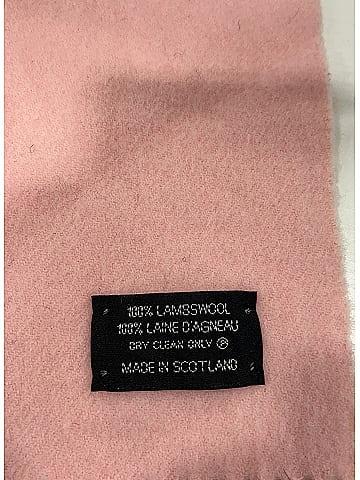 100% LAMBSWOOL
100% LAINE D'AGNEAU
DRY CLEAN ONLY Ⓟ
MADE IN SCOTLAND